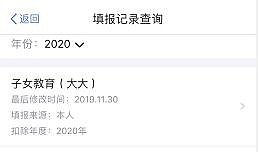 返回 填报记录查询
年份：2020
子女教育（大大）
最后修改时间：2019.11.30
填报来源：本人
扣除年度：2020年